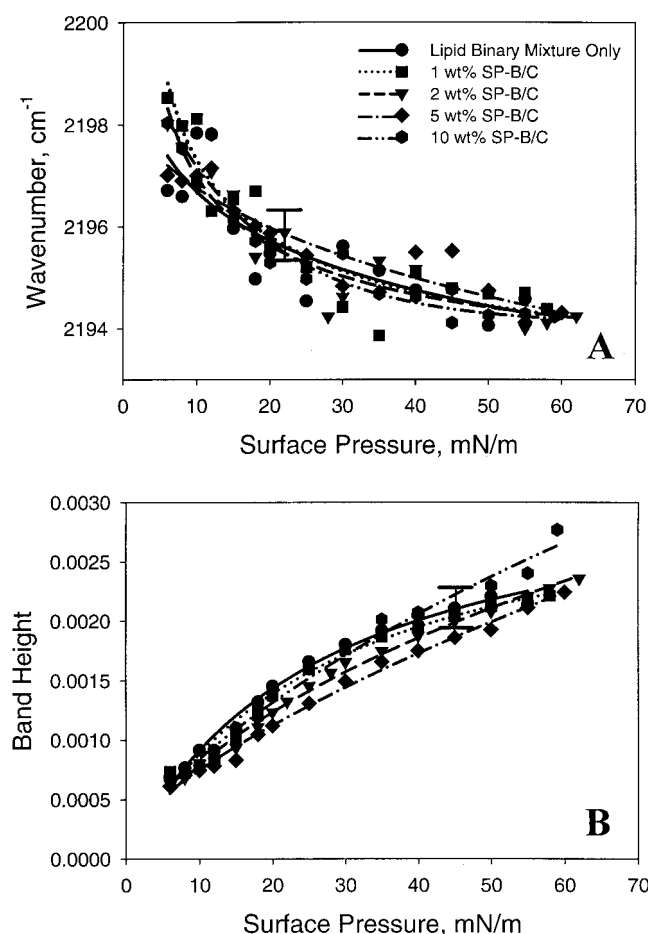 2200
2198
2196
2194
Wavenumber, cm-1
Lipid Binary Mixture Only
1 wt% SP-B/C
2 wt% SP-B/C
5 wt% SP-B/C
10 wt% SP-B/C
A
0 10 20 30 40 50 60 70
Surface Pressure, mN/m
0.0030
0.0025
0.0020
0.0015
0.0010
0.0005
0.0000
Band Height
B
0 10 20 30 40 50 60 70
Surface Pressure, mN/m